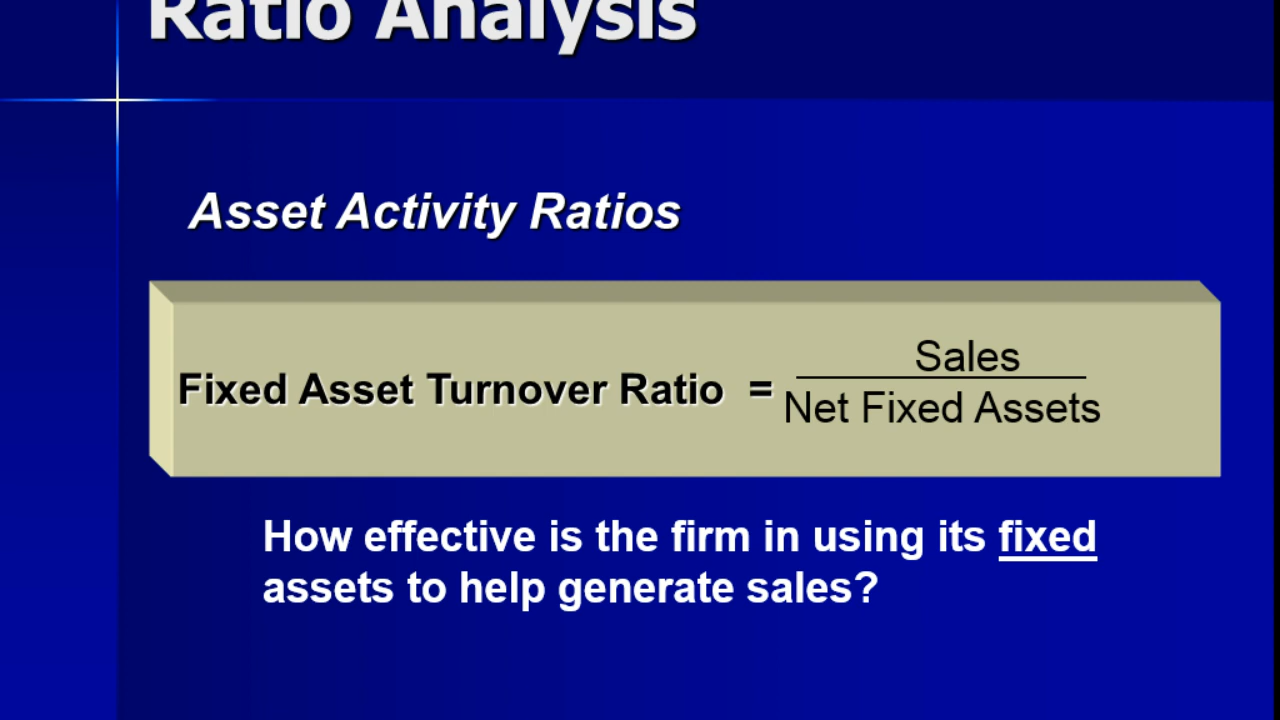 Ratio Analysis
Asset Activity Ratios
Sales
Fixed Asset Turnover Ratio =
Net Fixed Assets
How effective is the firm in using its fixed
assets to help generate sales?